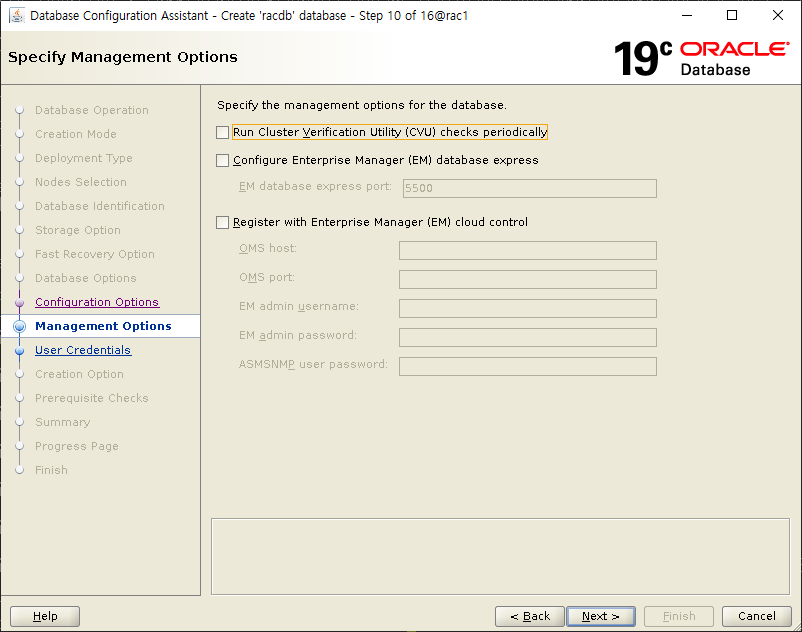 Database Configuration Assistant - Create 'racdb' database - Step 10 of 16@rac1
Specify Management Options
19c ORACLE
Database
Database Operation
Creation Mode
Deployment Type
Nodes Selection
Database Identification
Storage Option
Fast Recovery Option
Database Options
Configuration Options
Management Options
User Credentials
Creation Option
Prerequisite Checks
Summary
Progress Page
Finish
Specify the management options for the database.
Run Cluster Verification Utility (CVU) checks periodically
Configure Enterprise Manager (EM) database express
EM database express port: 5500
Register with Enterprise Manager (EM) cloud control
OMS host:
OMS port:
EM admin username:
EM admin password:
ASMSNMP user password:
Help
< Back
Next >
Finish
Cancel